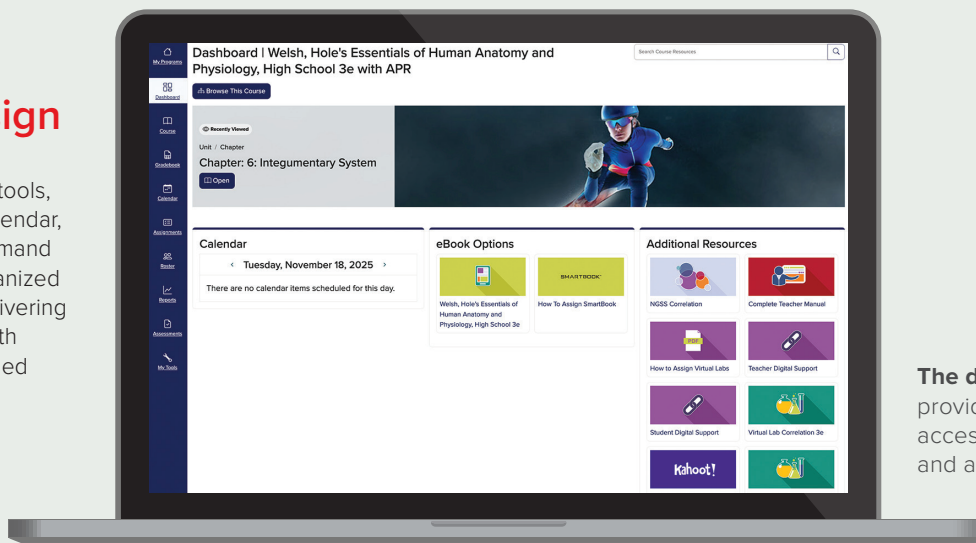 ign
tools,
lendar,
mand
anized
ivering
th
ed
My Programs
Dashboard
Course
Gradebook
Calendar
Assignments
Roster
Reports
Assessments
My Tools
Dashboard | Welsh, Hole's Essentials of Human Anatomy and
Physiology, High School 3e with APR
Search Course Resources
Browse This Course
Recently Viewed
Unit / Chapter
Chapter: 6: Integumentary System
Open
Calendar
< Tuesday, November 18, 2025 >
There are no calendar items scheduled for this day.
eBook Options
Welsh, Hole's Essentials of
Human Anatomy and
Physiology, High School 3e
SMARTBOOK®
How To Assign SmartBook
Additional Resources
NGSS Correlation
Complete Teacher Manual
PDF
How to Assign Virtual Labs
Teacher Digital Support
Student Digital Support
Virtual Lab Correlation 3e
Kahoot!
The d
provid
acces
and a